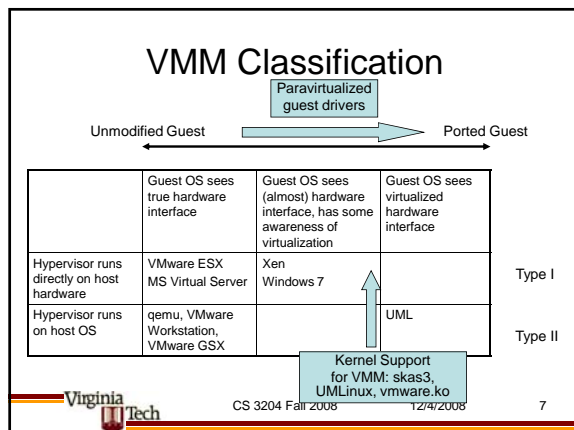 VMM Classification
Paravirtualized
guest drivers
Unmodified Guest
Ported Guest
Guest OS sees
true hardware
interface
Guest OS sees
(almost) hardware
interface, has some
awareness of
virtualization
Guest OS sees
virtualized
hardware
interface
Hypervisor runs
directly on host
hardware
VMware ESX
MS Virtual Server
Xen
Windows 7
Type I
Hypervisor runs
on host OS
qemu, VMware
Workstation,
VMware GSX
UML
Type II
Kernel Support
for VMM: skas3,
UMLinux, vmware.ko
Virginia
Tech
CS 3204 Fall 2008
12/4/2008
7